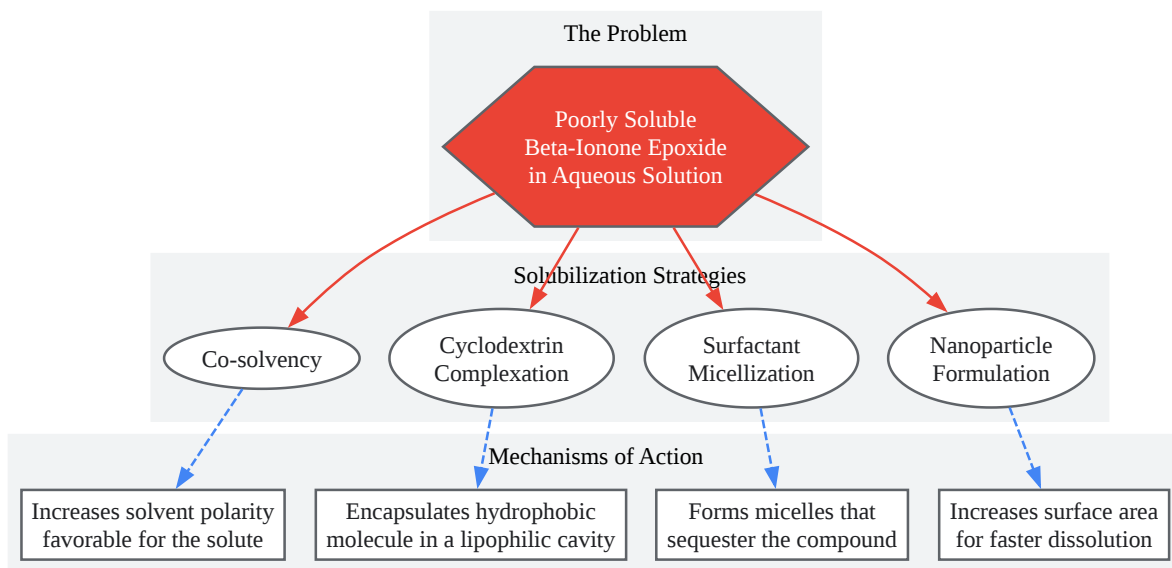 The Problem
Poorly Soluble
Beta-Ionone Epoxide
in Aqueous Solution
Solubilization Strategies
Co-solvency
Cyclodextrin
Complexation
Surfactant
Micellization
Nanoparticle
Formulation
Mechanisms of Action
Increases solvent polarity
favorable for the solute
Encapsulates hydrophobic
molecule in a lipophilic cavity
Forms micelles that
sequester the compound
Increases surface area
for faster dissolution